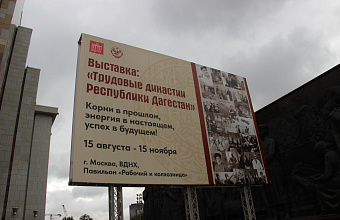 Выставка:
«Трудовые династии
Республики Дагестан»
Корни в прошлом,
энергия в настоящем,
успех в будущем!
15 августа - 15 ноября
г. Москва, ВДНХ,
Павильон «Рабочий и колхозница»